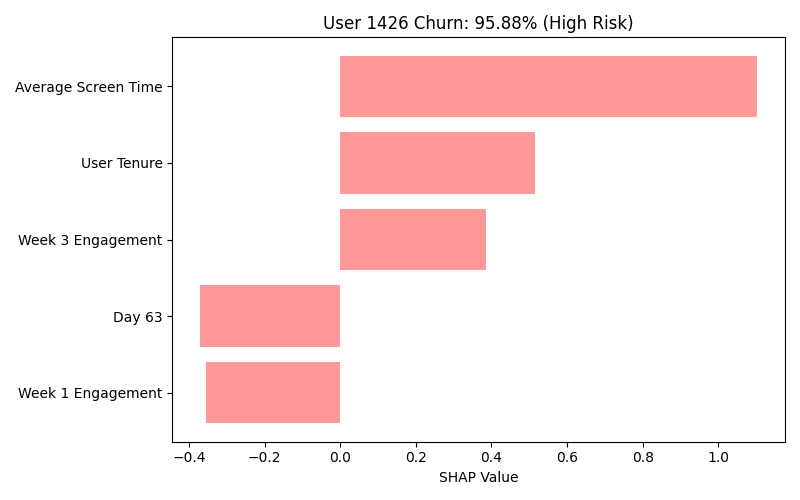 User 1426 Churn: 95.88% (High Risk)
Average Screen Time
User Tenure
Week 3 Engagement
Day 63
Week 1 Engagement
−0.4 −0.2 0.0 0.2 0.4 0.6 0.8 1.0
SHAP Value